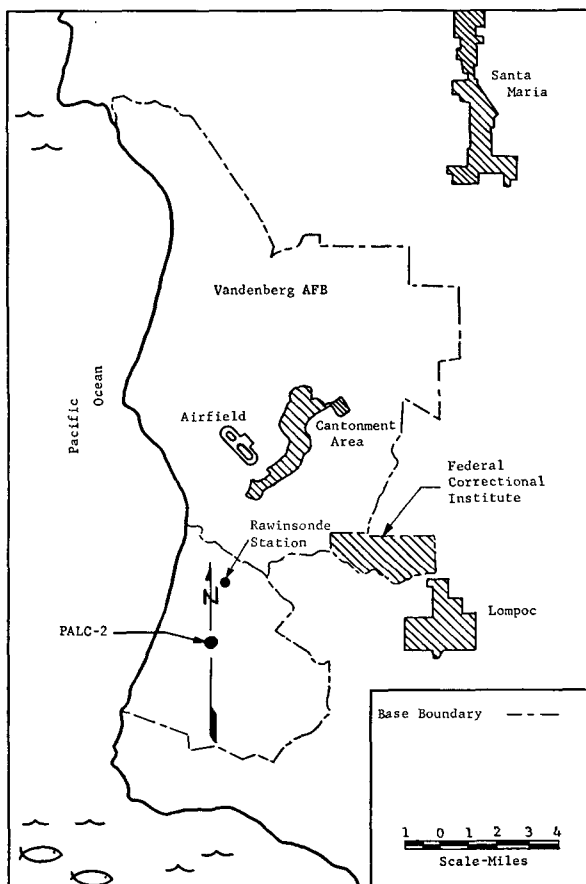 Santa
Maria
Vandenberg AFB
Pacific
Ocean
Airfield
Cantonment
Area
Federal
Correctional
Institute
Rawinsonde
Station
N
PALC-2
Lompoc
Base Boundary
1 0 1 2 3 4
Scale-Miles